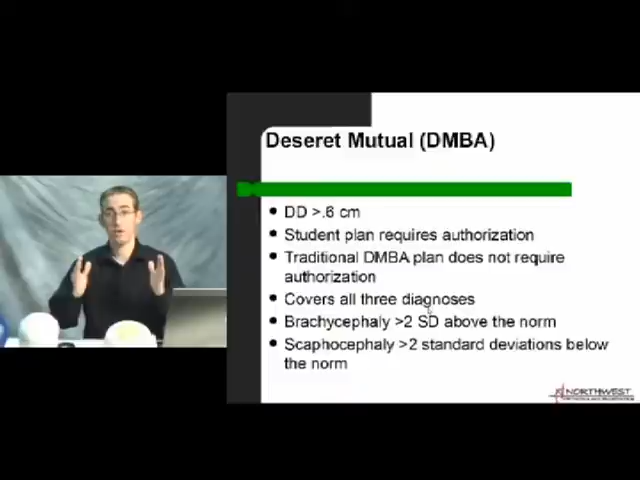 Deseret Mutual (DMBA)
DD >.6 cm
Student plan requires authorization
Traditional DMBA plan does not require
authorization
Covers all three diagnoses
Brachycephaly >2 SD above the norm
Scaphocephaly >2 standard deviations below
the norm
NORTHWEST